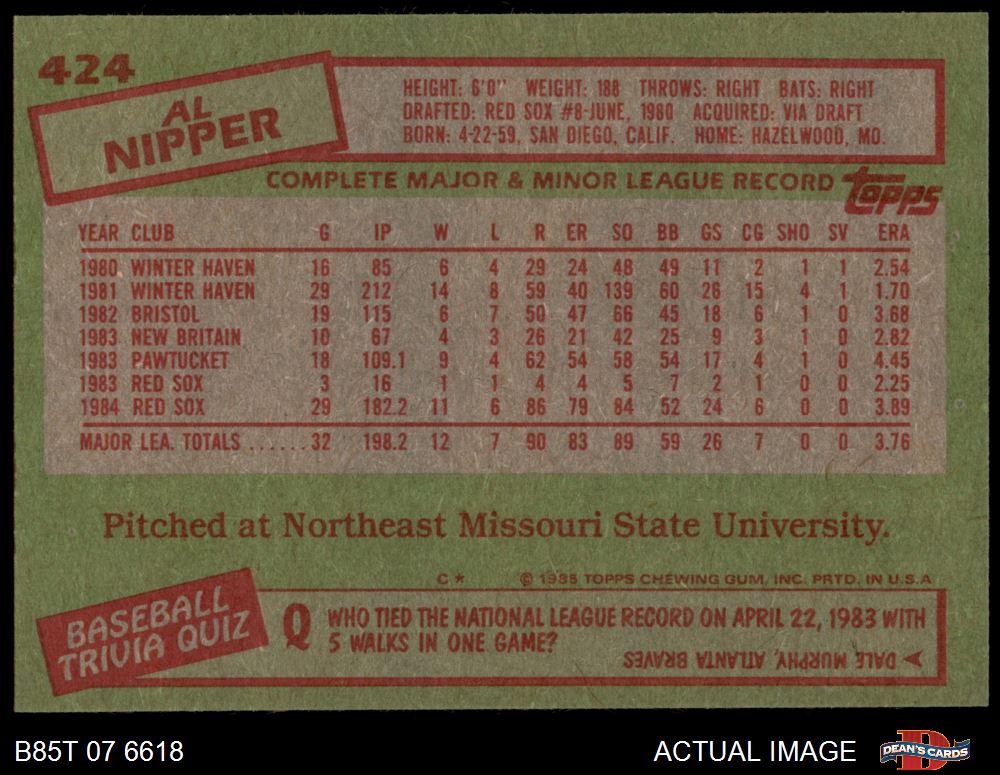 424
AL
NIPPER
HEIGHT: 6'0" WEIGHT: 188 THROWS: RIGHT BATS: RIGHT
DRAFTED: RED SOX #8-JUNE, 1980 ACQUIRED: VIA DRAFT
BORN: 4-22-59, SAN DIEGO, CALIF. HOME: HAZELWOOD, MO.
COMPLETE MAJOR & MINOR LEAGUE RECORD topps
YEAR CLUB G IP W L R ER SO BB GS CG SHO SV ERA
1980 WINTER HAVEN 16 85 6 4 29 24 48 49 11 2 1 1 2.54
1981 WINTER HAVEN 29 212 14 8 59 40 139 60 26 15 4 1 1.70
1982 BRISTOL 19 115 6 7 50 47 66 45 18 6 1 0 3.68
1983 NEW BRITAIN 10 67 4 3 26 21 42 25 9 3 1 0 2.82
1983 PAWTUCKET 18 109.1 9 4 62 54 58 54 17 4 1 0 4.45
1983 RED SOX 3 16 1 1 4 4 5 7 2 1 0 0 2.25
1984 RED SOX 29 182.2 11 6 86 79 84 52 24 6 0 0 3.89
MAJOR LEA. TOTALS ...... 32 198.2 12 7 90 83 89 59 26 7 0 0 3.76
Pitched at Northeast Missouri State University.
C* © 1985 TOPPS CHEWING GUM, INC. PRTD. IN U.S.A
BASEBALL
TRIVIA QUIZ
Q WHO TIED THE NATIONAL LEAGUE RECORD ON APRIL 22, 1983 WITH
5 WALKS IN ONE GAME?
DALE MURPHY, ATLANTA BRAVES
B85T 07 6618 ACTUAL IMAGE DEAN'S CARDS